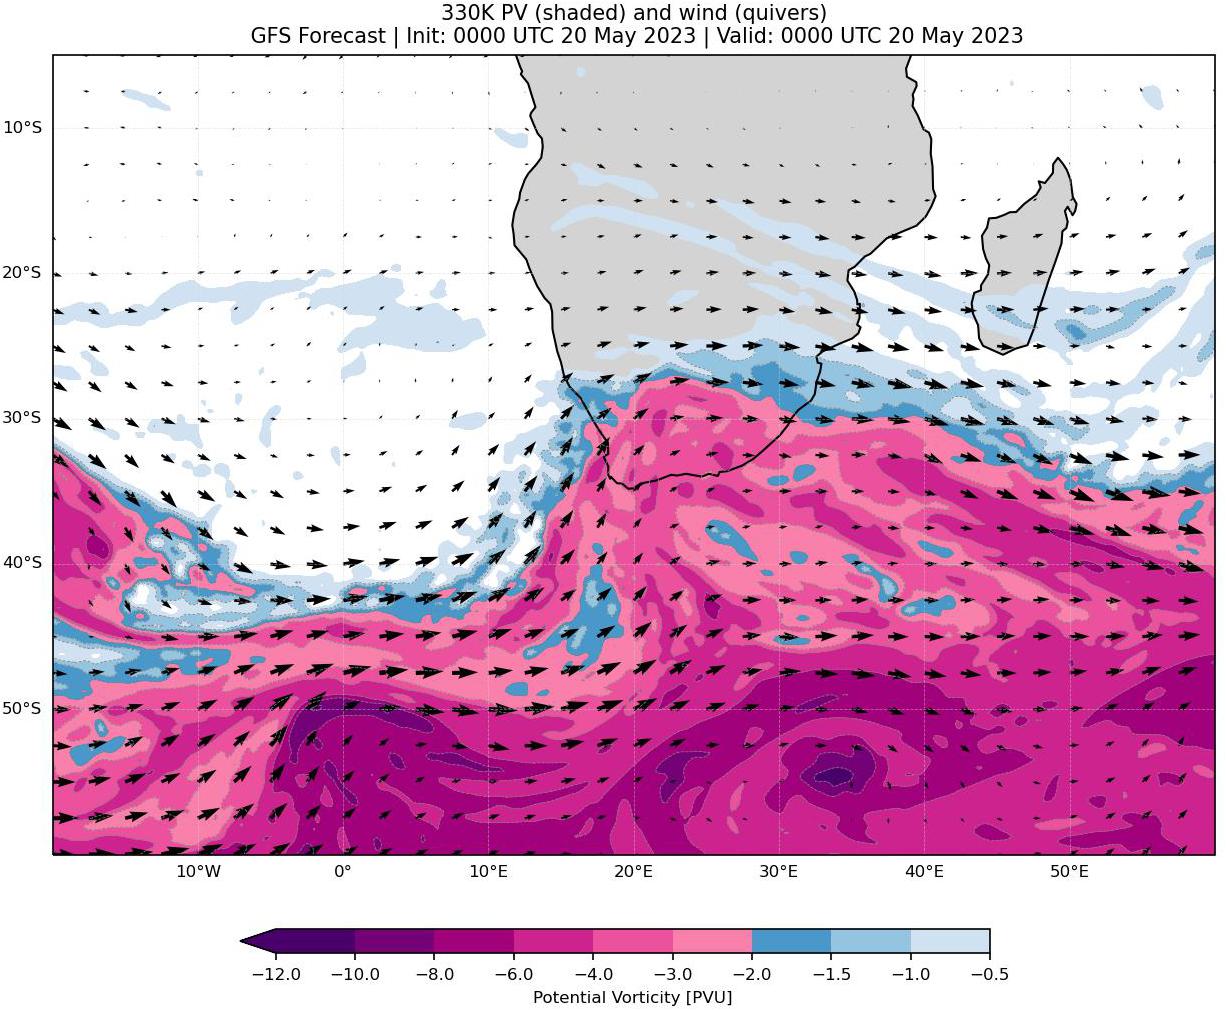 330K PV (shaded) and wind (quivers)
GFS Forecast | Init: 0000 UTC 20 May 2023 | Valid: 0000 UTC 20 May 2023
10°S
20°S
30°S
40°S
50°S
10°W 0° 10°E 20°E 30°E 40°E 50°E
−12.0 −10.0 −8.0 −6.0 −4.0 −3.0 −2.0 −1.5 −1.0 −0.5
Potential Vorticity [PVU]